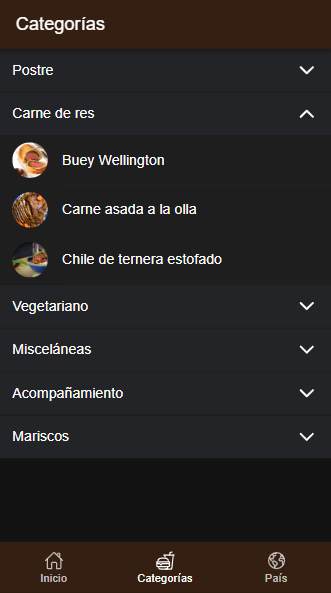 Categorías
Postre
Carne de res
Buey Wellington
Carne asada a la olla
Chile de ternera estofado
Vegetariano
Misceláneas
Acompañamiento
Mariscos
Inicio
Categorías
País